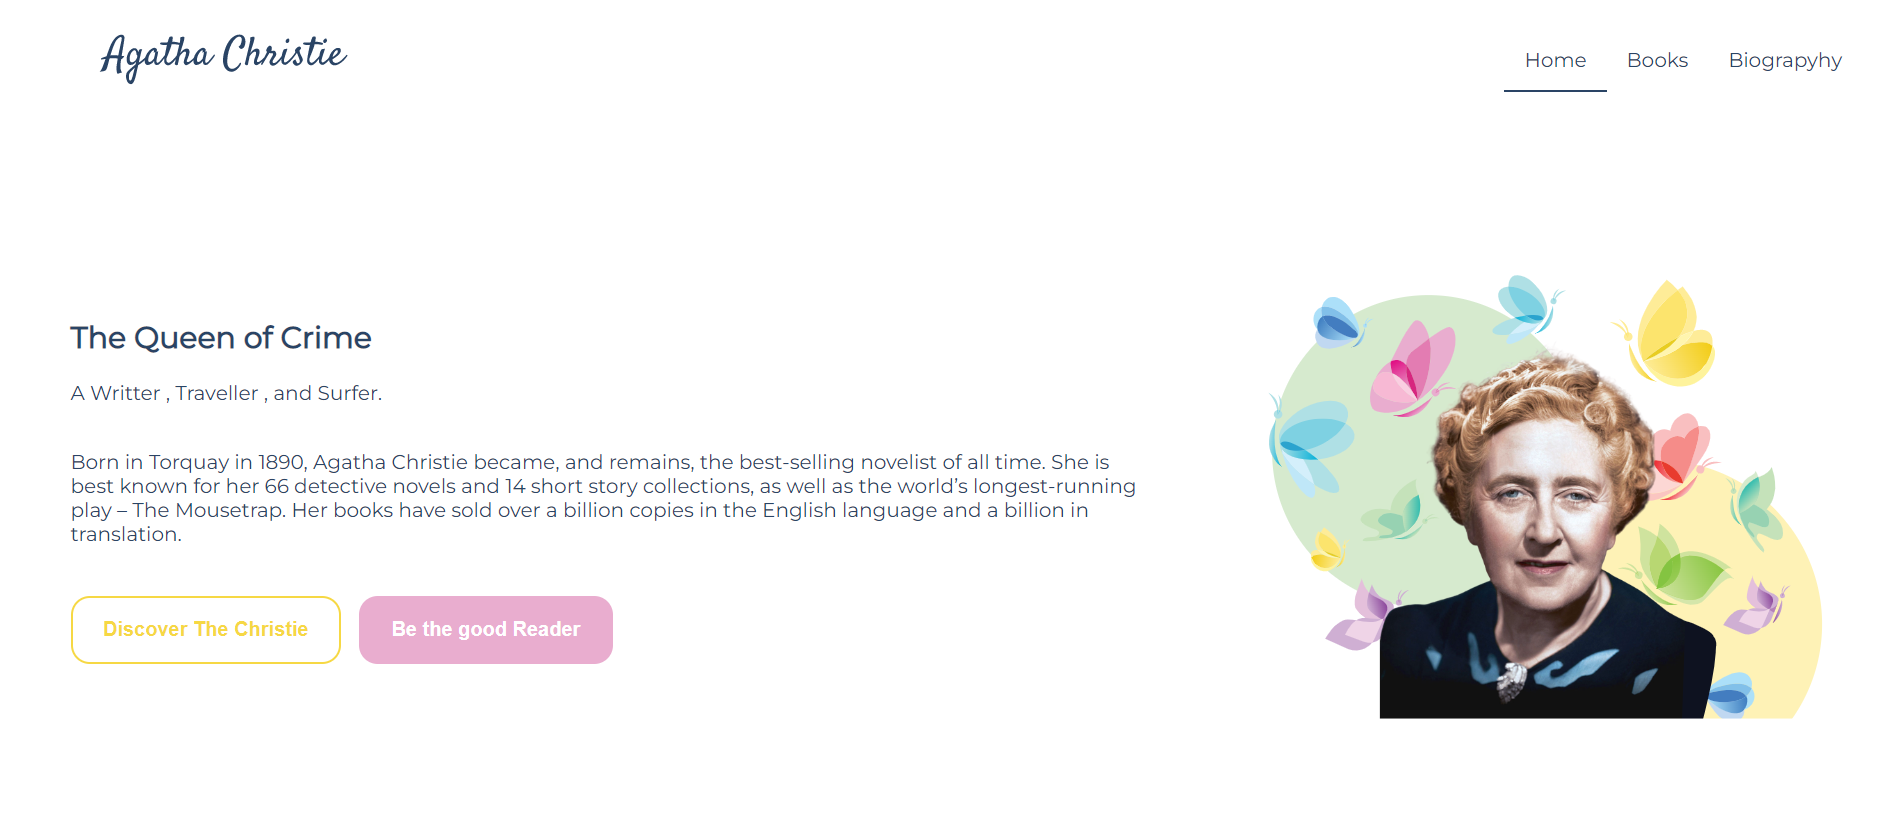 Agatha Christie
Home Books Biograpyhy
The Queen of Crime
A Writter , Traveller , and Surfer.
Born in Torquay in 1890, Agatha Christie became, and remains, the best-selling novelist of all time. She is
best known for her 66 detective novels and 14 short story collections, as well as the world’s longest-running
play – The Mousetrap. Her books have sold over a billion copies in the English language and a billion in
translation.
Discover The Christie Be the good Reader